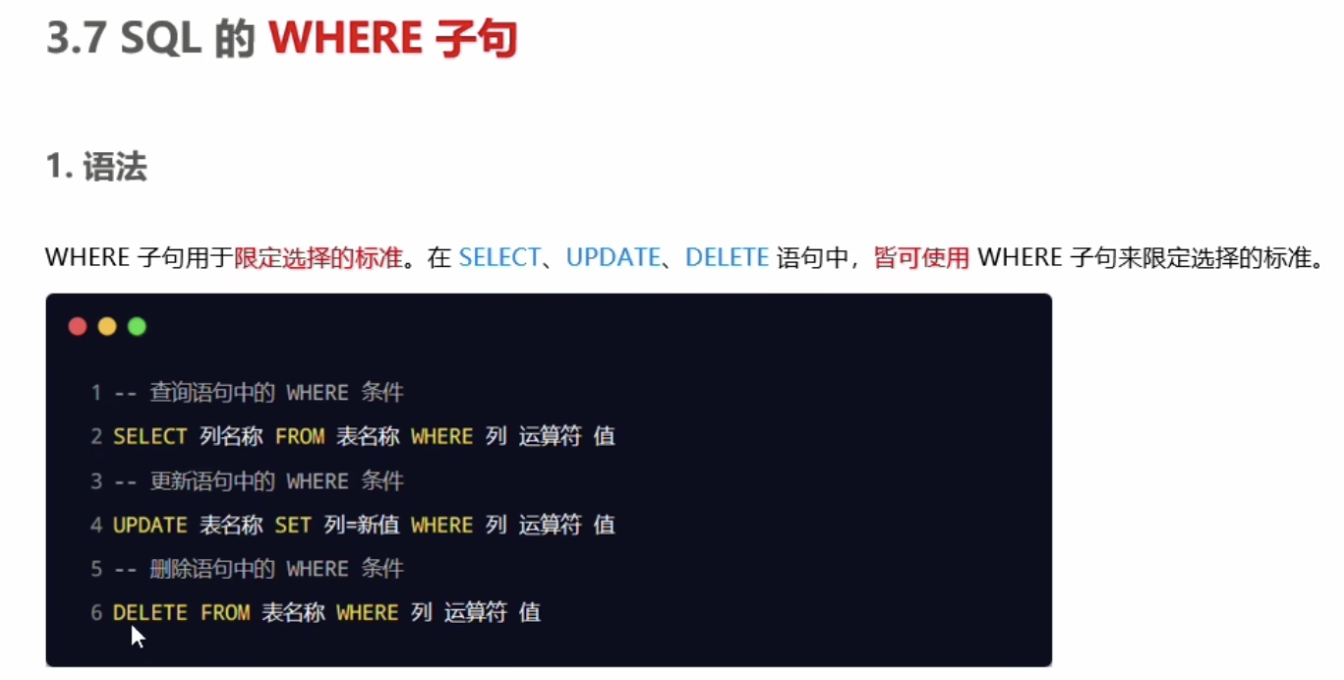 3.7 SQL 的 WHERE 子句
1. 语法
WHERE 子句用于限定选择的标准。在 SELECT、UPDATE、DELETE 语句中，皆可使用 WHERE 子句来限定选择的标准。
1 -- 查询语句中的 WHERE 条件
2 SELECT 列名称 FROM 表名称 WHERE 列 运算符 值
3 -- 更新语句中的 WHERE 条件
4 UPDATE 表名称 SET 列=新值 WHERE 列 运算符 值
5 -- 删除语句中的 WHERE 条件
6 DELETE FROM 表名称 WHERE 列 运算符 值